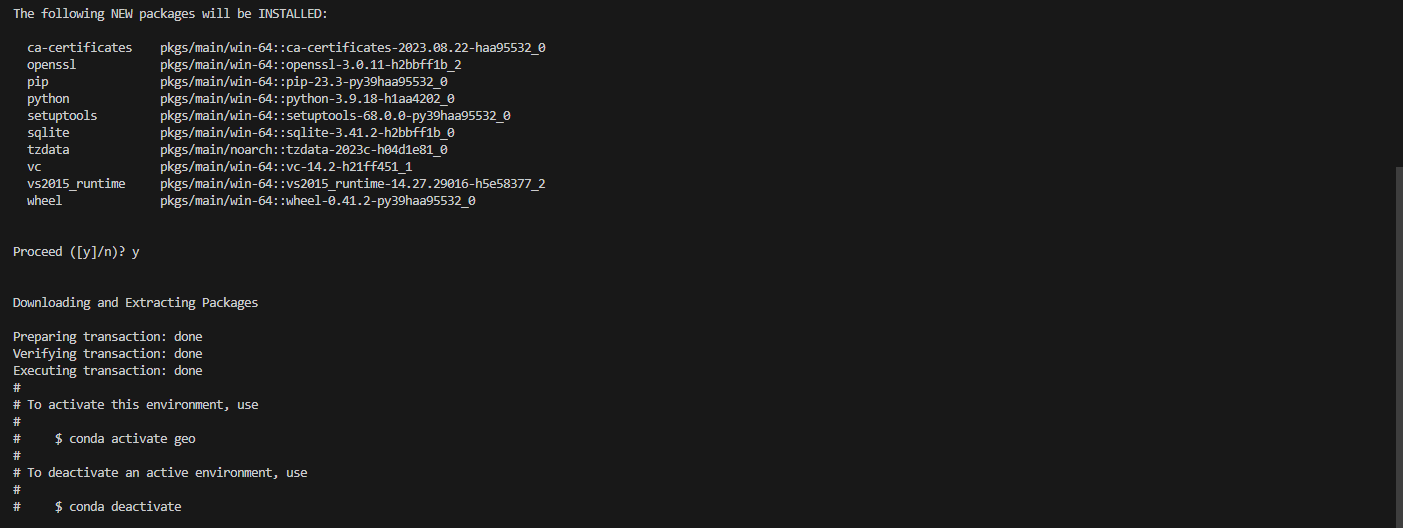 The following NEW packages will be INSTALLED:
ca-certificates    pkgs/main/win-64::ca-certificates-2023.08.22-haa95532_0
openssl            pkgs/main/win-64::openssl-3.0.11-h2bbff1b_2
pip                pkgs/main/win-64::pip-23.3-py39haa95532_0
python             pkgs/main/win-64::python-3.9.18-h1aa4202_0
setuptools         pkgs/main/win-64::setuptools-68.0.0-py39haa95532_0
sqlite             pkgs/main/win-64::sqlite-3.41.2-h2bbff1b_0
tzdata             pkgs/main/noarch::tzdata-2023c-h04d1e81_0
vc                 pkgs/main/win-64::vc-14.2-h21ff451_1
vs2015_runtime     pkgs/main/win-64::vs2015_runtime-14.27.29016-h5e58377_2
wheel              pkgs/main/win-64::wheel-0.41.2-py39haa95532_0
Proceed ([y]/n)? y
Downloading and Extracting Packages
Preparing transaction: done
Verifying transaction: done
Executing transaction: done
#
# To activate this environment, use
#
#     $ conda activate geo
#
# To deactivate an active environment, use
#
#     $ conda deactivate